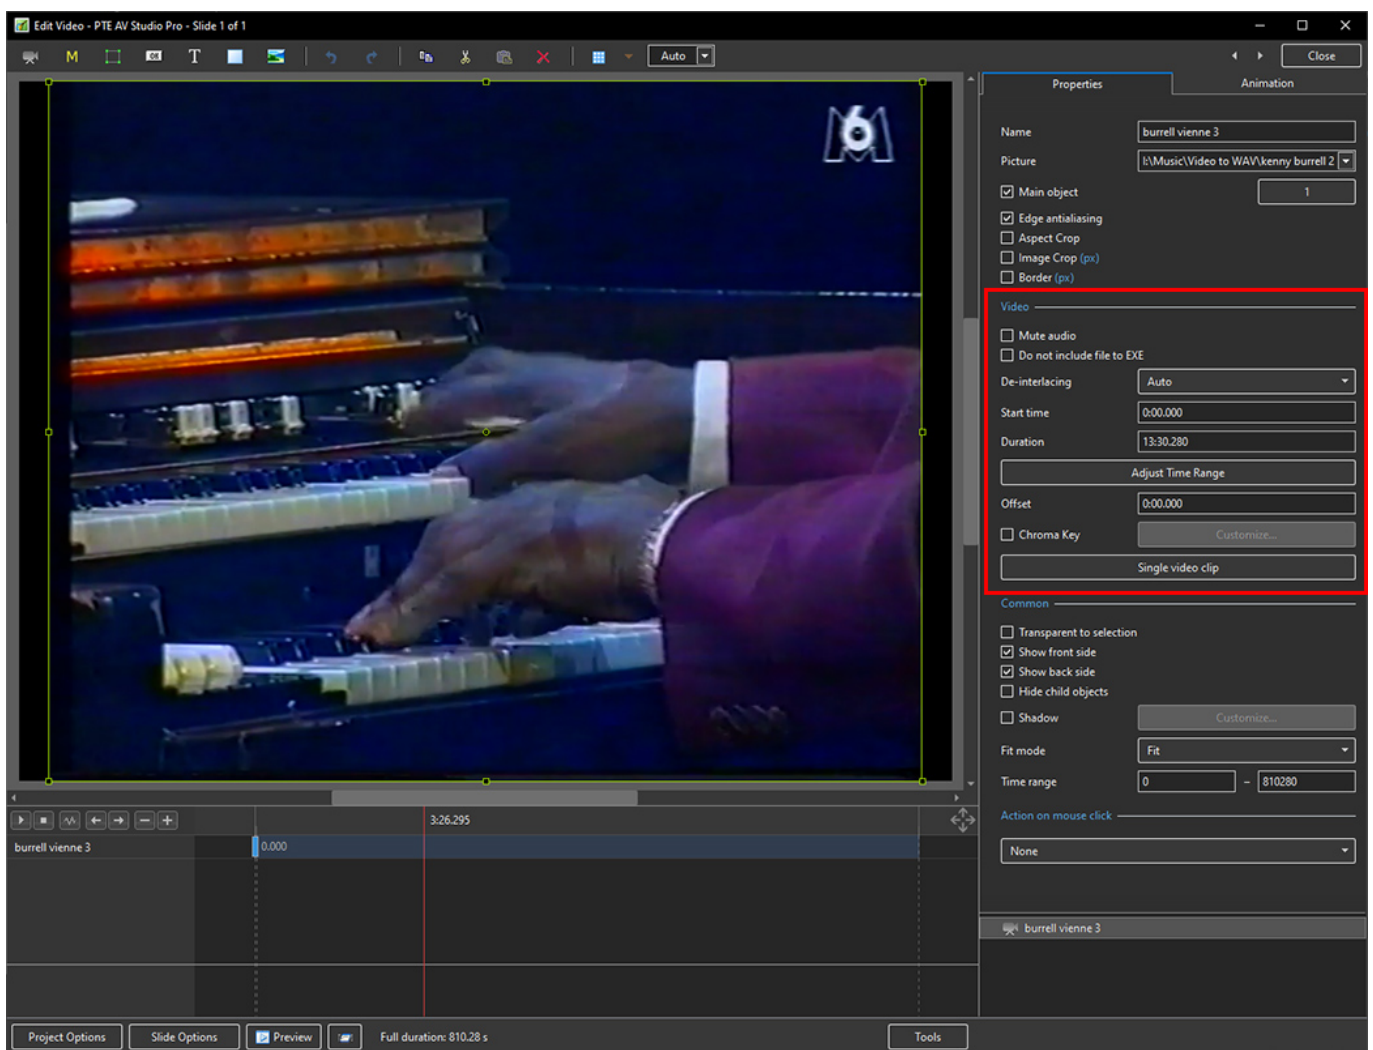 Edit Video - PTE AV Studio Pro - Slide 1 of 1
M OK T Auto Close
Properties Animation
M6
Name burrell vienne 3
Picture I:\Music\Video to WAV\kenny burrell 2
Main object 1
Edge antialiasing
Aspect Crop
Image Crop (px)
Border (px)
Video
Mute audio
Do not include file to EXE
De-interlacing Auto
Start time 0:00.000
Duration 13:30.280
Adjust Time Range
Offset 0:00.000
Chroma Key Customize...
Single video clip
Common
Transparent to selection
Show front side
Show back side
Hide child objects
Shadow Customize...
Fit mode Fit
Time range 0 – 810280
Action on mouse click
None
3:26.295
burrell vienne 3 0.000
burrell vienne 3
Project Options Slide Options Preview Full duration: 810.28 s Tools